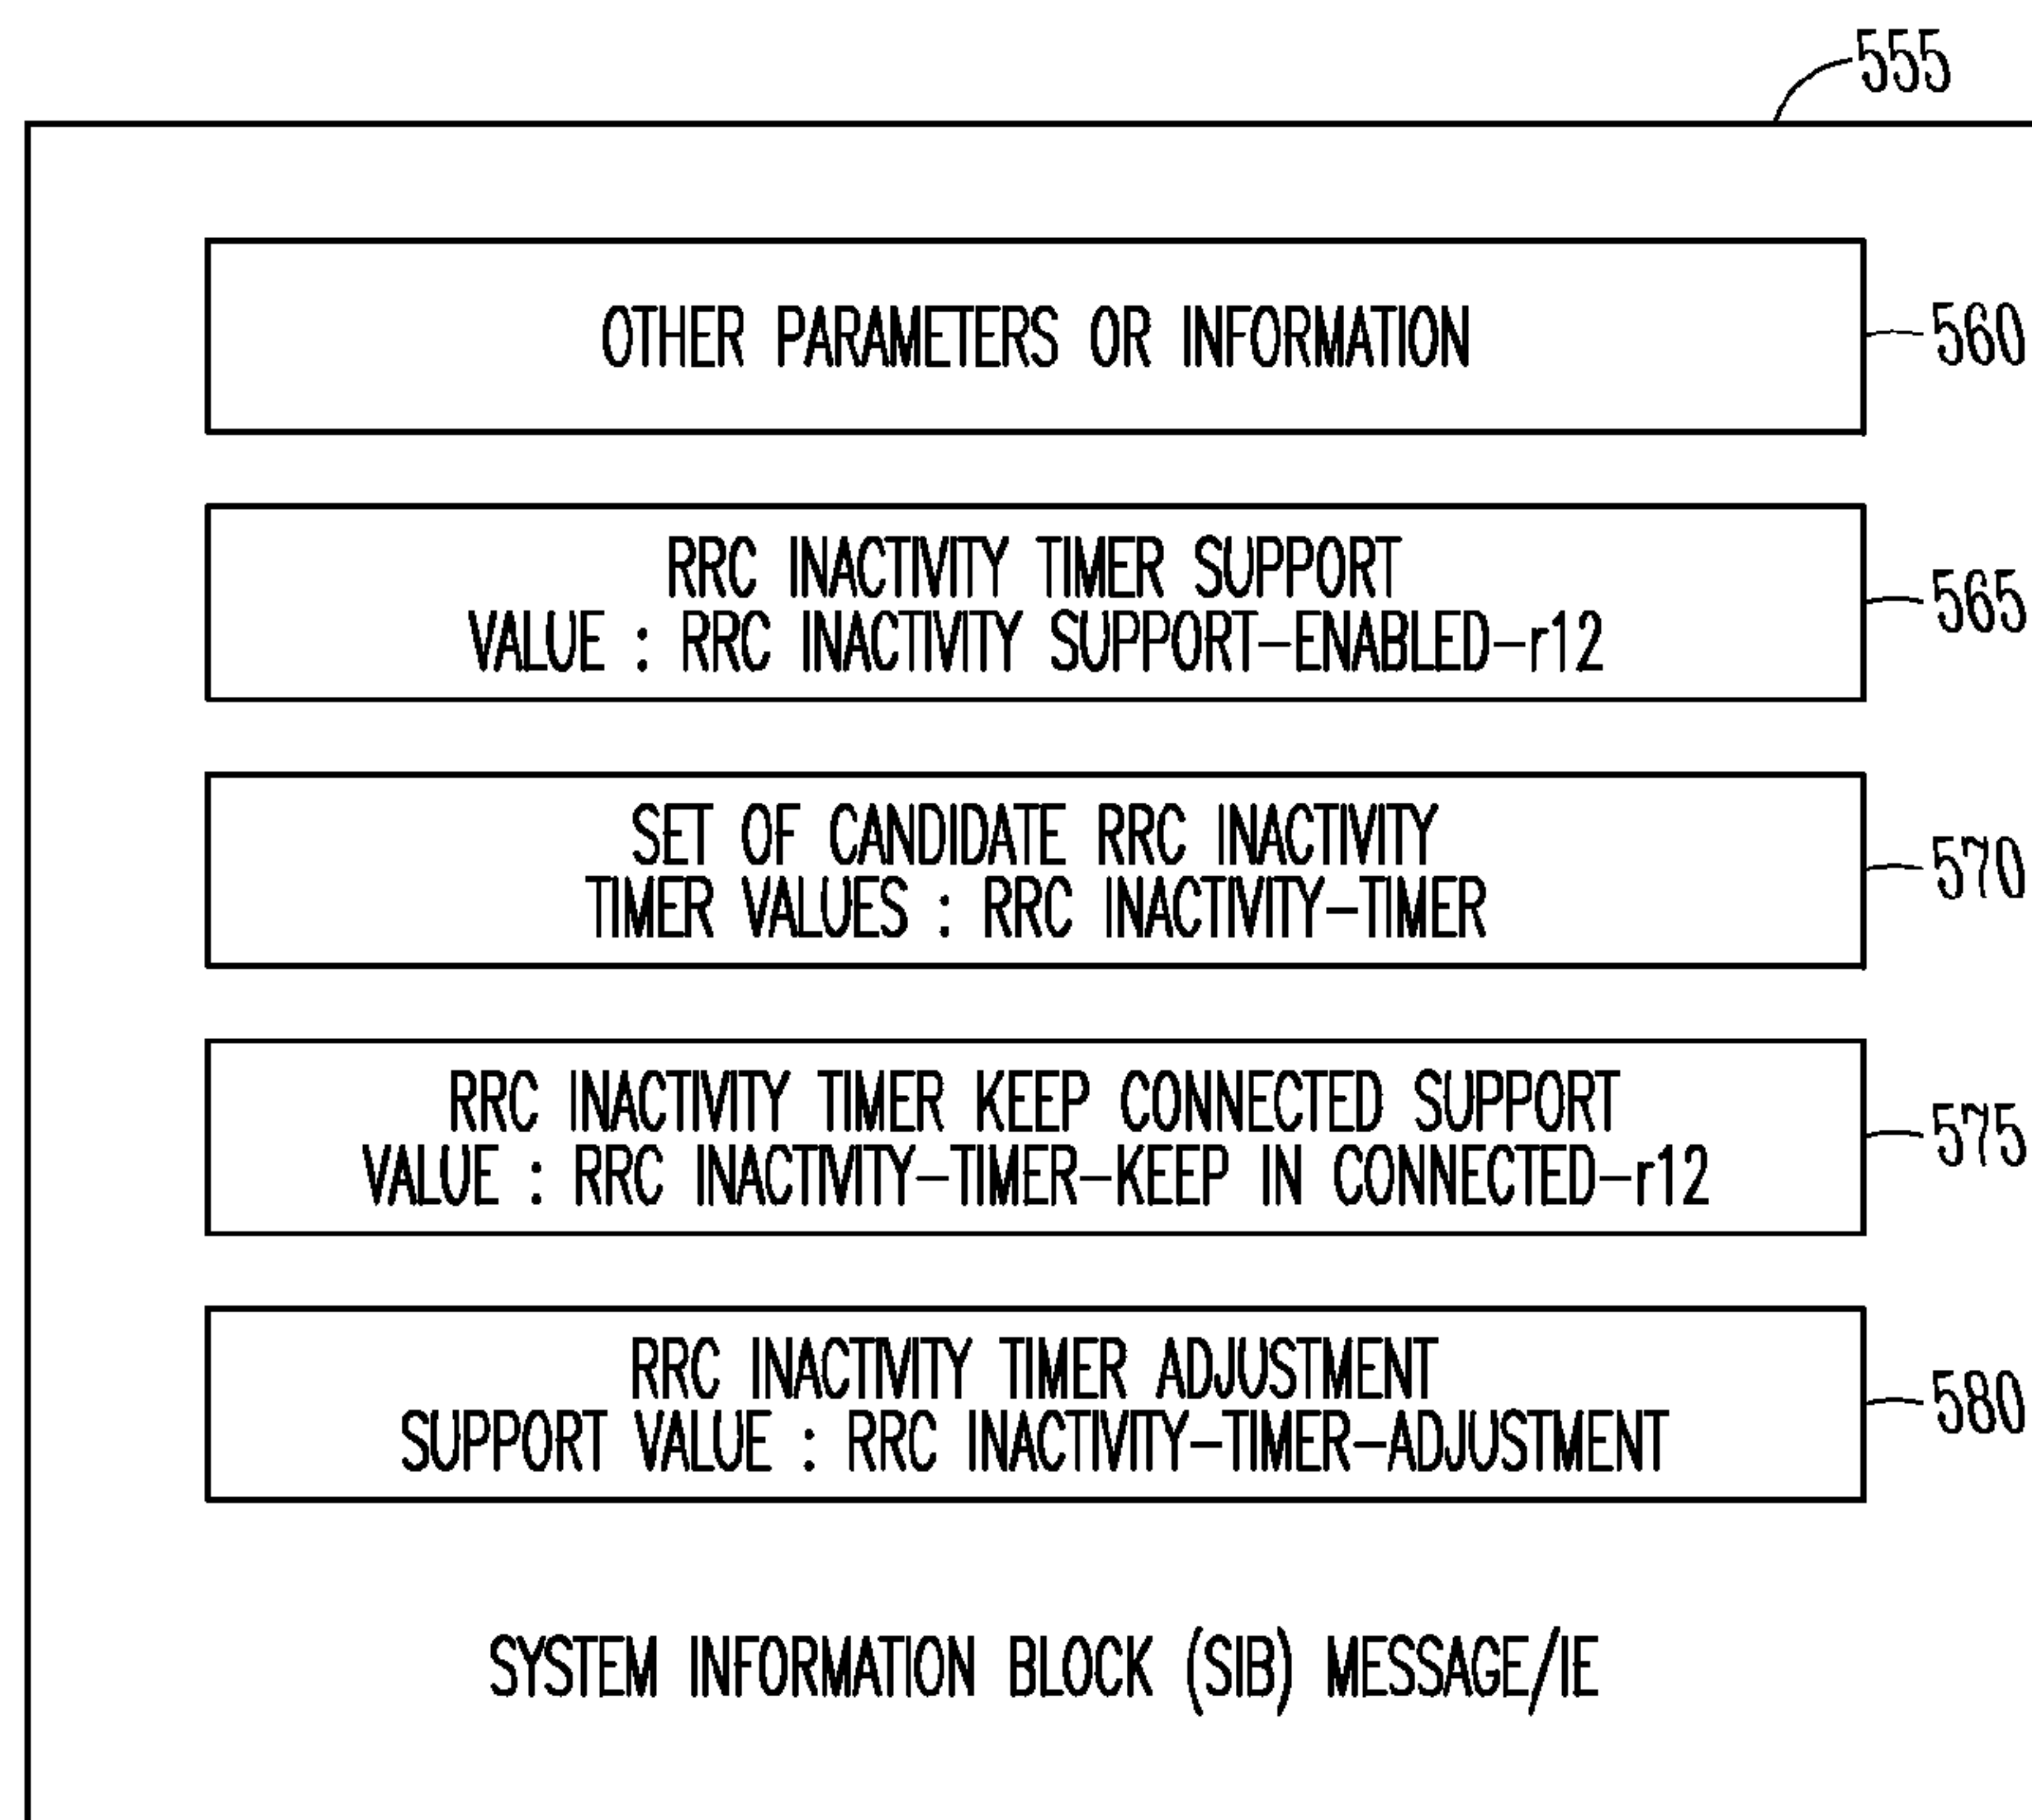 555
OTHER PARAMETERS OR INFORMATION
560
RRC INACTIVITY TIMER SUPPORT
VALUE : RRC INACTIVITY SUPPORT-ENABLED-r12
565
SET OF CANDIDATE RRC INACTIVITY
TIMER VALUES : RRC INACTIVITY-TIMER
570
RRC INACTIVITY TIMER KEEP CONNECTED SUPPORT
VALUE : RRC INACTIVITY-TIMER-KEEP IN CONNECTED-r12
575
RRC INACTIVITY TIMER ADJUSTMENT
SUPPORT VALUE : RRC INACTIVITY-TIMER-ADJUSTMENT
580
SYSTEM INFORMATION BLOCK (SIB) MESSAGE/IE